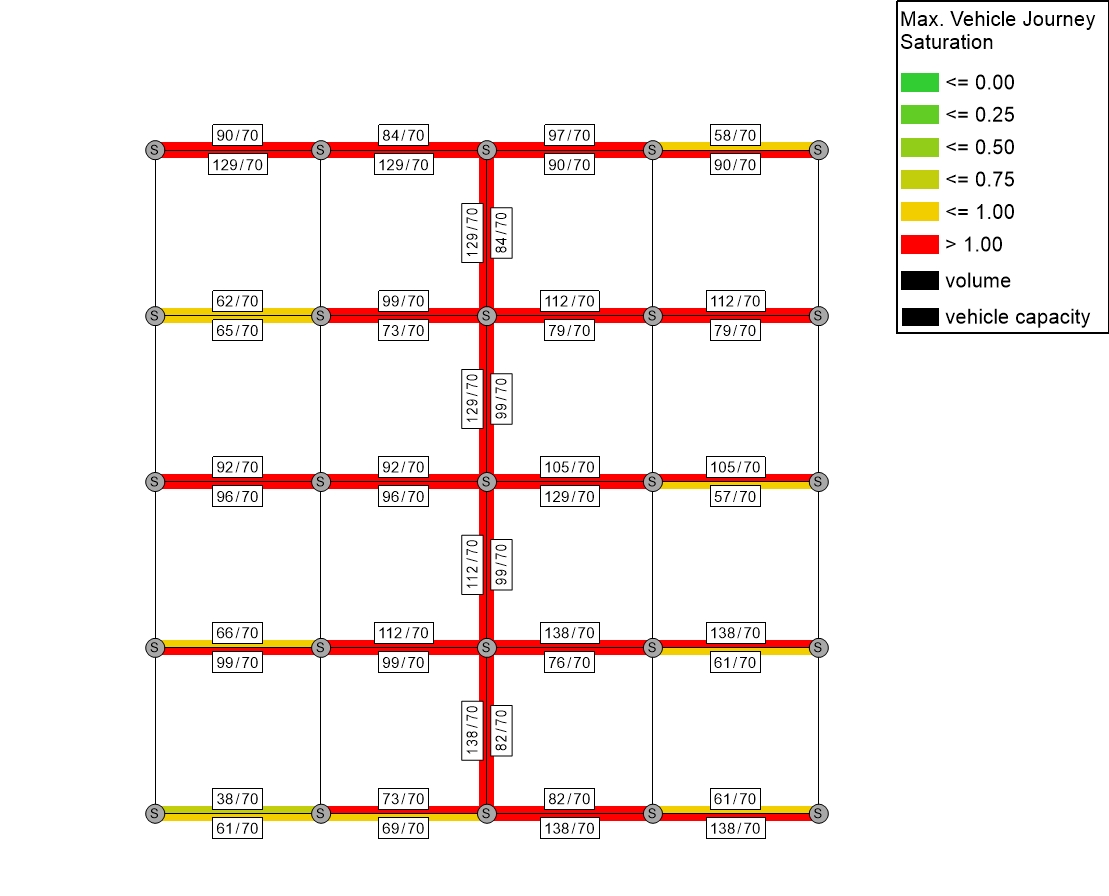 Max. Vehicle Journey
Saturation
<= 0.00
<= 0.25
<= 0.50
<= 0.75
<= 1.00
> 1.00
volume
vehicle capacity
90/70 84/70 97/70 58/70
S S S S S
129/70 129/70 90/70 90/70
129/70 84/70
62/70 99/70 112/70 112/70
S S S S S
65/70 73/70 79/70 79/70
129/70 99/70
92/70 92/70 105/70 105/70
S S S S S
96/70 96/70 129/70 57/70
112/70 99/70
66/70 112/70 138/70 138/70
S S S S S
99/70 99/70 76/70 61/70
138/70 82/70
38/70 73/70 82/70 61/70
S S S S S
61/70 69/70 138/70 138/70